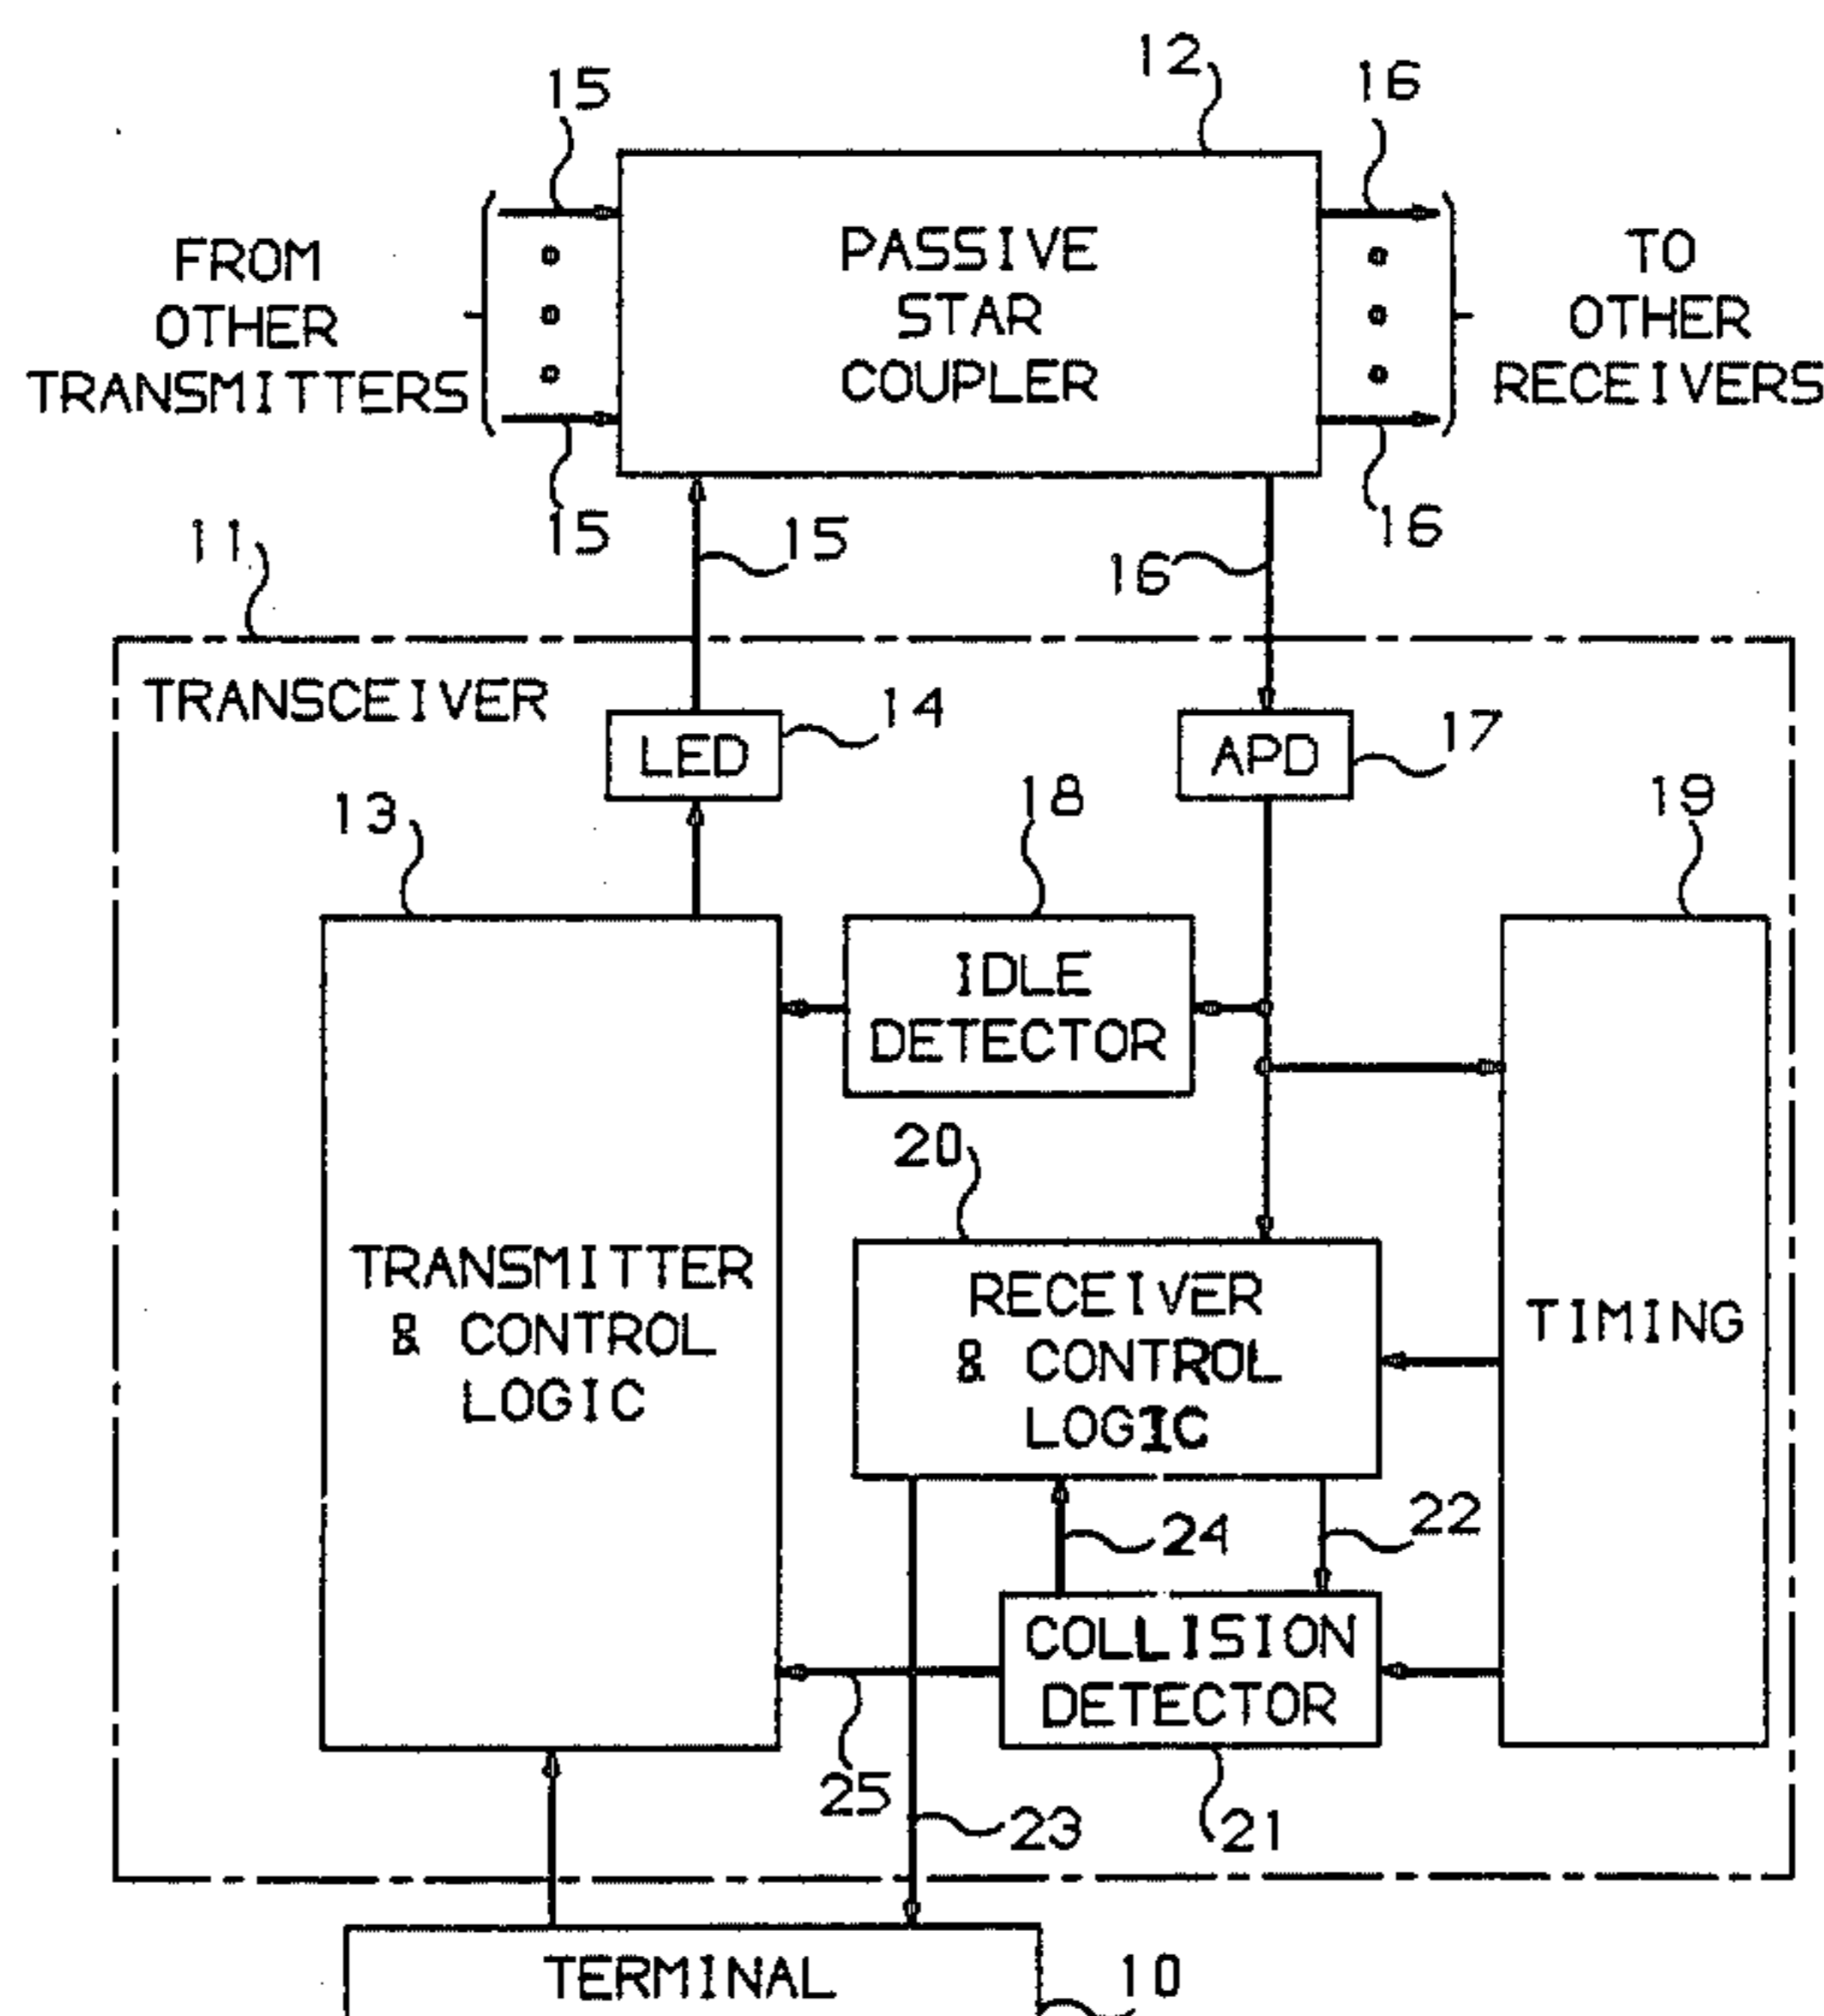 12
15
16
FROM
OTHER
TRANSMITTERS
PASSIVE
STAR
COUPLER
TO
OTHER
RECEIVERS
15
15
16
16
11
TRANSCEIVER
LED
14
APD
17
13
18
19
IDLE
DETECTOR
20
TRANSMITTER
& CONTROL
LOGIC
RECEIVER
& CONTROL
LOGIC
TIMING
24
22
COLLISION
DETECTOR
25
23
21
TERMINAL
10